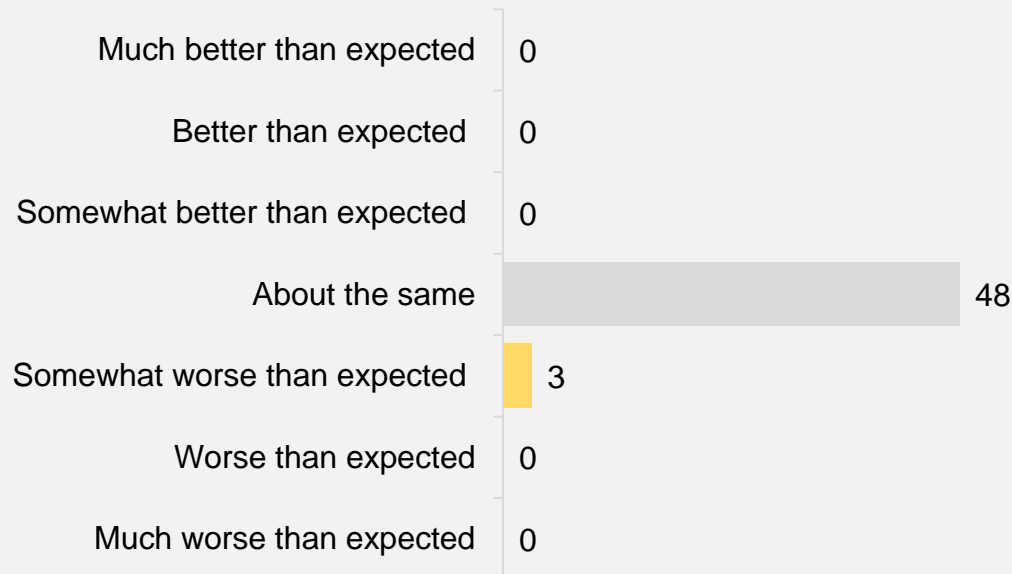 Much better than expected 0
Better than expected 0
Somewhat better than expected 0
About the same 48
Somewhat worse than expected 3
Worse than expected 0
Much worse than expected 0